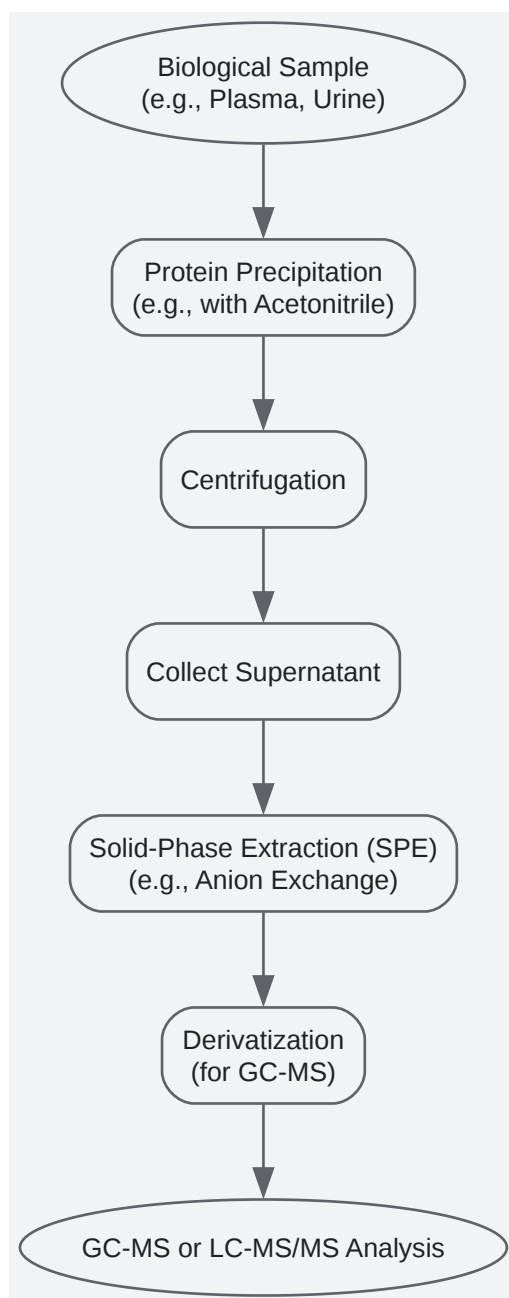 Biological Sample
(e.g., Plasma, Urine)
Protein Precipitation
(e.g., with Acetonitrile)
Centrifugation
Collect Supernatant
Solid-Phase Extraction (SPE)
(e.g., Anion Exchange)
Derivatization
(for GC-MS)
GC-MS or LC-MS/MS Analysis